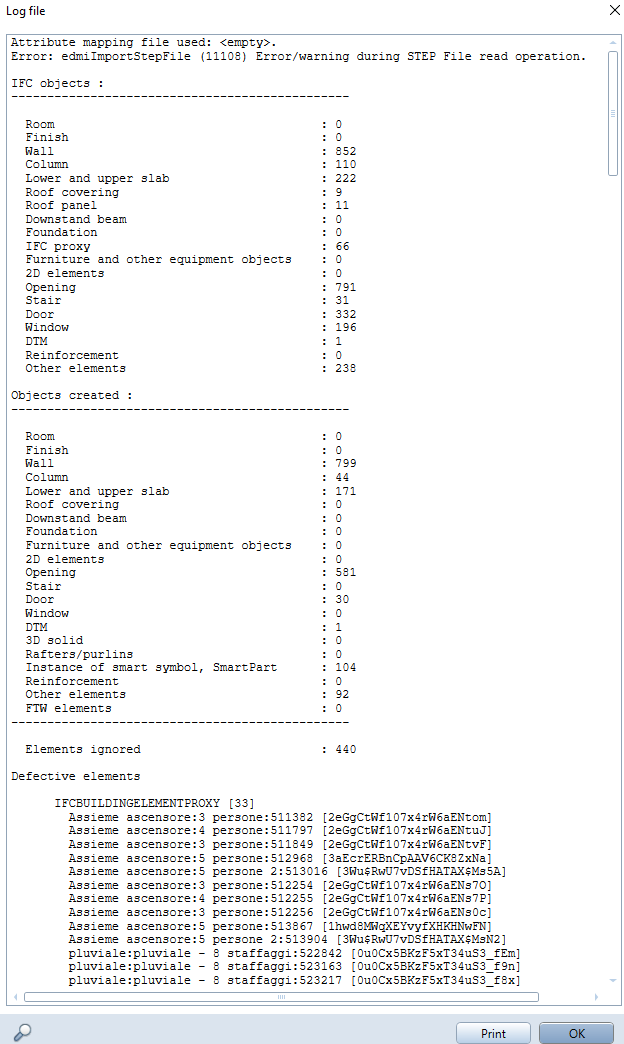 Log file
Attribute mapping file used: <empty>.
Error: edmiImportStepFile (11108) Error/warning during STEP File read operation.
IFC objects :
-----------------------------------------------
Room : 0
Finish : 0
Wall : 852
Column : 110
Lower and upper slab : 222
Roof covering : 9
Roof panel : 11
Downstand beam : 0
Foundation : 0
IFC proxy : 66
Furniture and other equipment objects : 0
2D elements : 0
Opening : 791
Stair : 31
Door : 332
Window : 196
DTM : 1
Reinforcement : 0
Other elements : 238
Objects created :
-----------------------------------------------
Room : 0
Finish : 0
Wall : 799
Column : 44
Lower and upper slab : 171
Roof covering : 0
Downstand beam : 0
Foundation : 0
Furniture and other equipment objects : 0
2D elements : 0
Opening : 581
Stair : 0
Door : 30
Window : 0
DTM : 1
3D solid : 0
Rafters/purlins : 0
Instance of smart symbol, SmartPart : 104
Reinforcement : 0
Other elements : 92
FTW elements : 0
-----------------------------------------------
Elements ignored : 440
Defective elements
IFCBUILDINGELEMENTPROXY [33]
Assieme ascensore:3 persone:511382 [2eGgCtWf107x4rW6aENtom]
Assieme ascensore:4 persone:511797 [2eGgCtWf107x4rW6aENtuJ]
Assieme ascensore:3 persone:511849 [2eGgCtWf107x4rW6aENtvF]
Assieme ascensore:5 persone:512968 [3aEcrERBnCpAAV6CK8ZxNa]
Assieme ascensore:5 persone 2:513016 [3Wu$RwU7vDSfHATAX$Ms5A]
Assieme ascensore:3 persone:512254 [2eGgCtWf107x4rW6aENs7O]
Assieme ascensore:4 persone:512255 [2eGgCtWf107x4rW6aENs7P]
Assieme ascensore:3 persone:512256 [2eGgCtWf107x4rW6aENs0c]
Assieme ascensore:5 persone:513867 [1hwd8MWqXEYvyfXHKHNwFN]
Assieme ascensore:5 persone 2:513904 [3Wu$RwU7vDSfHATAX$MsN2]
pluviale:pluviale - 8 staffaggi:522842 [0u0Cx5BKzF5xT34uS3_fEm]
pluviale:pluviale - 8 staffaggi:523163 [0u0Cx5BKzF5xT34uS3_f9n]
pluviale:pluviale - 8 staffaggi:523217 [0u0Cx5BKzF5xT34uS3_f8x]
Print
OK